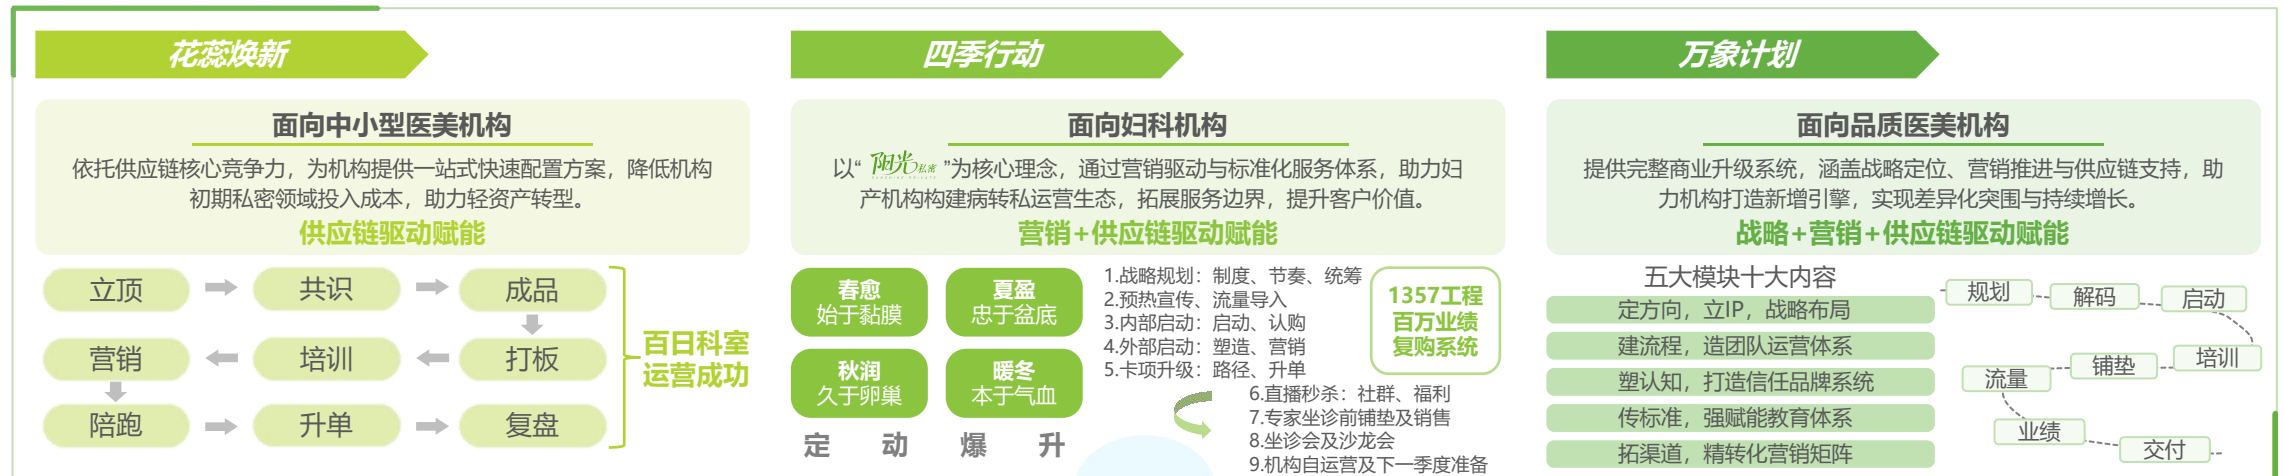 花蕊焕新
面向中小型医美机构
依托供应链核心竞争力，为机构提供一站式快速配置方案，降低机构
初期私密领域投入成本，助力轻资产转型。
供应链驱动赋能
立顶
共识
成品
营销
培训
打板
陪跑
升单
复盘
百日科室
运营成功
四季行动
面向妇科机构
以“阳光私密”为核心理念，通过营销驱动与标准化服务体系，助力妇
产机构构建病转私运营生态，拓展服务边界，提升客户价值。
营销+供应链驱动赋能
春愈
始于黏膜
夏盈
忠于盆底
秋润
久于卵巢
暖冬
本于气血
定 动 爆 升
1.战略规划：制度、节奏、统筹
2.预热宣传、流量导入
3.内部启动：启动、认购
4.外部启动：塑造、营销
5.卡项升级：路径、升单
6.直播秒杀：社群、福利
7.专家坐诊前铺垫及销售
8.坐诊会及沙龙会
9.机构自运营及下一季度准备
1357工程
百万业绩
复购系统
万象计划
面向品质医美机构
提供完整商业升级系统，涵盖战略定位、营销推进与供应链支持，助
力机构打造新增引擎，实现差异化突围与持续增长。
战略+营销+供应链驱动赋能
五大模块十大内容
定方向，立IP，战略布局
建流程，造团队运营体系
塑认知，打造信任品牌系统
传标准，强赋能教育体系
拓渠道，精转化营销矩阵
规划
解码
启动
培训
铺垫
流量
业绩
交付